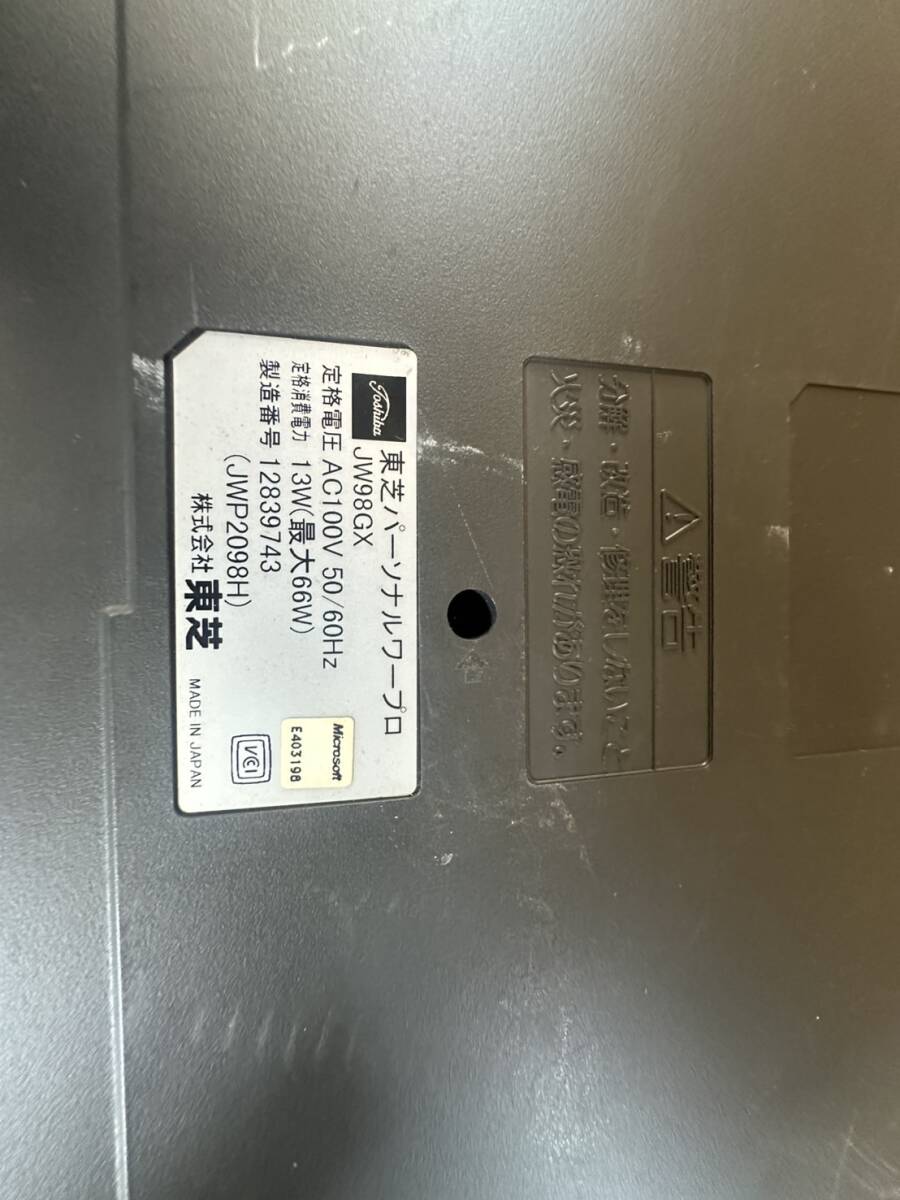 Toshiba
東芝パーソナルワープロ
JW98GX
定格電圧 AC100V 50/60Hz
定格消費電力 13W(最大66W)
製造番号 12839743
(JWP2098H)
株式会社 東芝
MADE IN JAPAN
Microsoft
E403198
VCI
警告
分解・改造・修理をしないこと
火災・感電の恐れがあります。